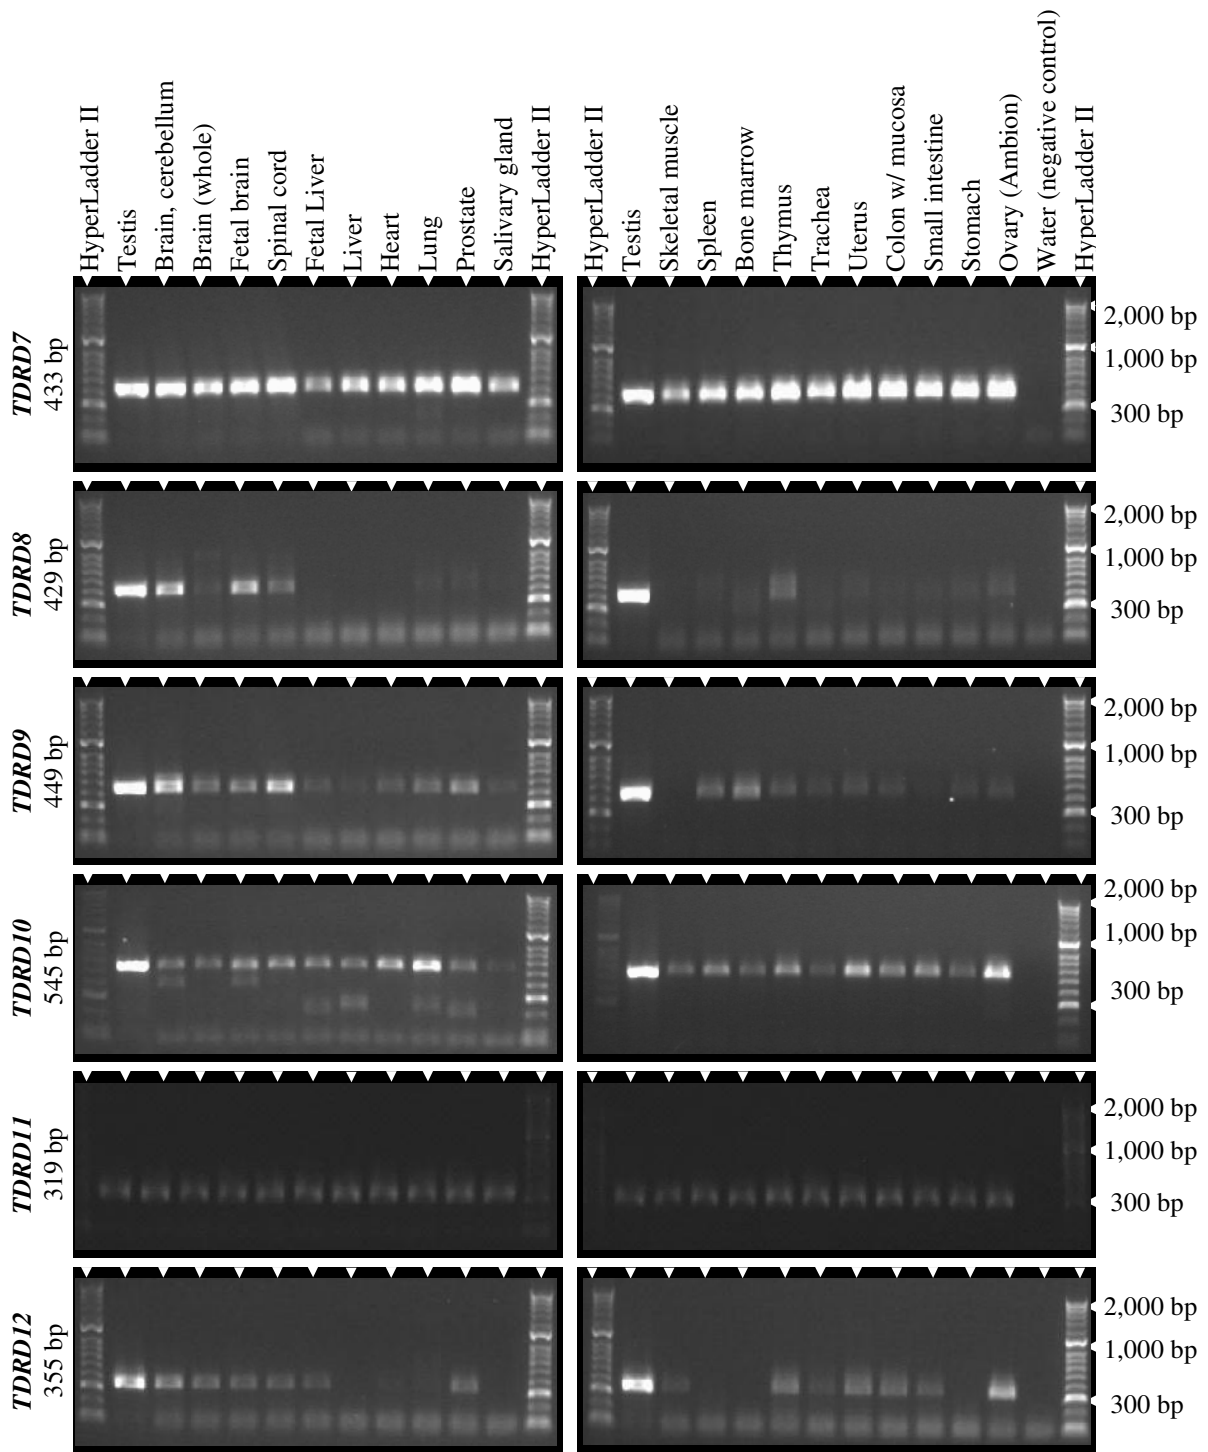 HyperLadder II
Testis
Brain, cerebellum
Brain (whole)
Fetal brain
Spinal cord
Fetal Liver
Liver
Heart
Lung
Prostate
Salivary gland
HyperLadder II
HyperLadder II
Testis
Skeletal muscle
Spleen
Bone marrow
Thymus
Trachea
Uterus
Colon w/ mucosa
Small intestine
Stomach
Ovary (Ambion)
Water (negative control)
HyperLadder II
TDRD7
433 bp
2,000 bp
1,000 bp
300 bp
TDRD8
429 bp
2,000 bp
1,000 bp
300 bp
TDRD9
449 bp
2,000 bp
1,000 bp
300 bp
TDRD10
545 bp
2,000 bp
1,000 bp
300 bp
TDRD11
319 bp
2,000 bp
1,000 bp
300 bp
TDRD12
355 bp
2,000 bp
1,000 bp
300 bp